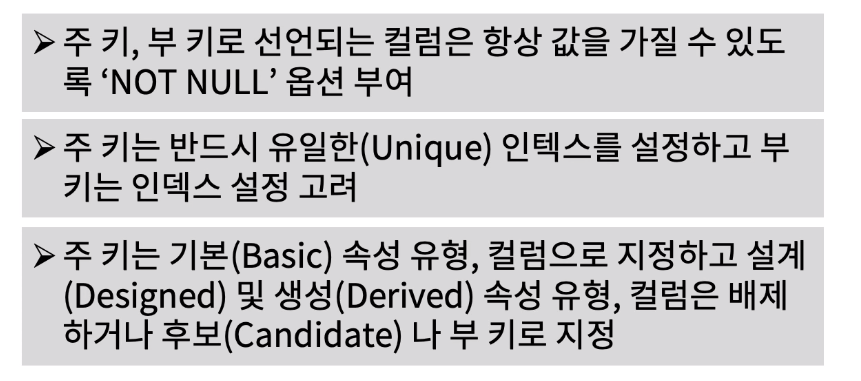 ➢ 주 키, 부 키로 선언되는 컬럼은 항상 값을 가질 수 있도
록 ‘NOT NULL’ 옵션 부여
➢ 주 키는 반드시 유일한(Unique) 인텍스를 설정하고 부
키는 인덱스 설정 고려
➢ 주 키는 기본(Basic) 속성 유형, 컬럼으로 지정하고 설계
(Designed) 및 생성(Derived) 속성 유형, 컬럼은 배제
하거나 후보(Candidate) 나 부 키로 지정